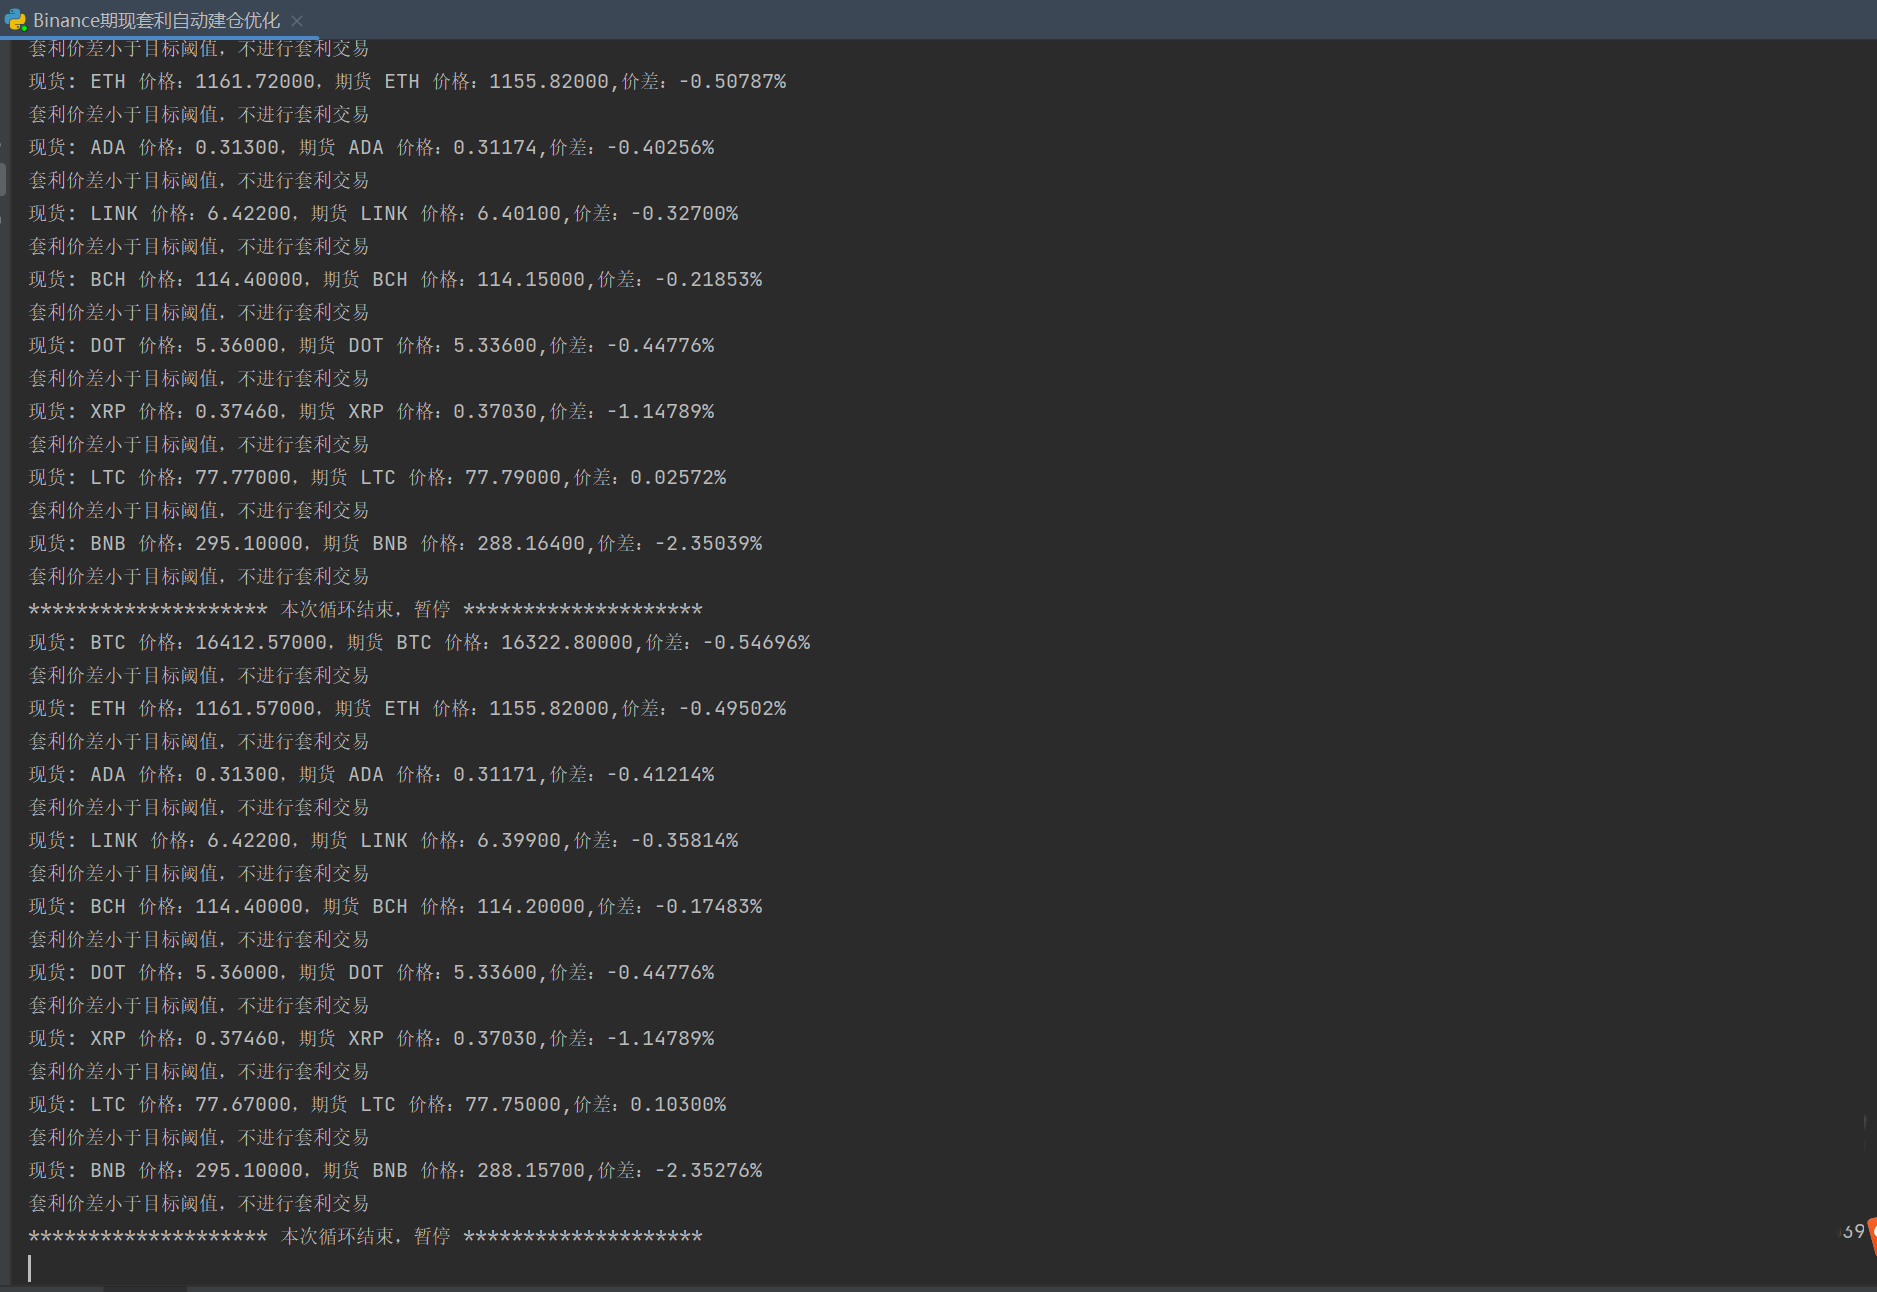 Binance期现套利自动建仓优化
套利价差小于目标阈值，不进行套利交易
现货: ETH 价格：1161.72000，期货 ETH 价格：1155.82000,价差：-0.50787%
套利价差小于目标阈值，不进行套利交易
现货: ADA 价格：0.31300，期货 ADA 价格：0.31174,价差：-0.40256%
套利价差小于目标阈值，不进行套利交易
现货: LINK 价格：6.42200，期货 LINK 价格：6.40100,价差：-0.32700%
套利价差小于目标阈值，不进行套利交易
现货: BCH 价格：114.40000，期货 BCH 价格：114.15000,价差：-0.21853%
套利价差小于目标阈值，不进行套利交易
现货: DOT 价格：5.36000，期货 DOT 价格：5.33600,价差：-0.44776%
套利价差小于目标阈值，不进行套利交易
现货: XRP 价格：0.37460，期货 XRP 价格：0.37030,价差：-1.14789%
套利价差小于目标阈值，不进行套利交易
现货: LTC 价格：77.77000，期货 LTC 价格：77.79000,价差：0.02572%
套利价差小于目标阈值，不进行套利交易
现货: BNB 价格：295.10000，期货 BNB 价格：288.16400,价差：-2.35039%
套利价差小于目标阈值，不进行套利交易
******************** 本次循环结束，暂停 ********************
现货: BTC 价格：16412.57000，期货 BTC 价格：16322.80000,价差：-0.54696%
套利价差小于目标阈值，不进行套利交易
现货: ETH 价格：1161.57000，期货 ETH 价格：1155.82000,价差：-0.49502%
套利价差小于目标阈值，不进行套利交易
现货: ADA 价格：0.31300，期货 ADA 价格：0.31171,价差：-0.41214%
套利价差小于目标阈值，不进行套利交易
现货: LINK 价格：6.42200，期货 LINK 价格：6.39900,价差：-0.35814%
套利价差小于目标阈值，不进行套利交易
现货: BCH 价格：114.40000，期货 BCH 价格：114.20000,价差：-0.17483%
套利价差小于目标阈值，不进行套利交易
现货: DOT 价格：5.36000，期货 DOT 价格：5.33600,价差：-0.44776%
套利价差小于目标阈值，不进行套利交易
现货: XRP 价格：0.37460，期货 XRP 价格：0.37030,价差：-1.14789%
套利价差小于目标阈值，不进行套利交易
现货: LTC 价格：77.67000，期货 LTC 价格：77.75000,价差：0.10300%
套利价差小于目标阈值，不进行套利交易
现货: BNB 价格：295.10000，期货 BNB 价格：288.15700,价差：-2.35276%
套利价差小于目标阈值，不进行套利交易
******************** 本次循环结束，暂停 ********************